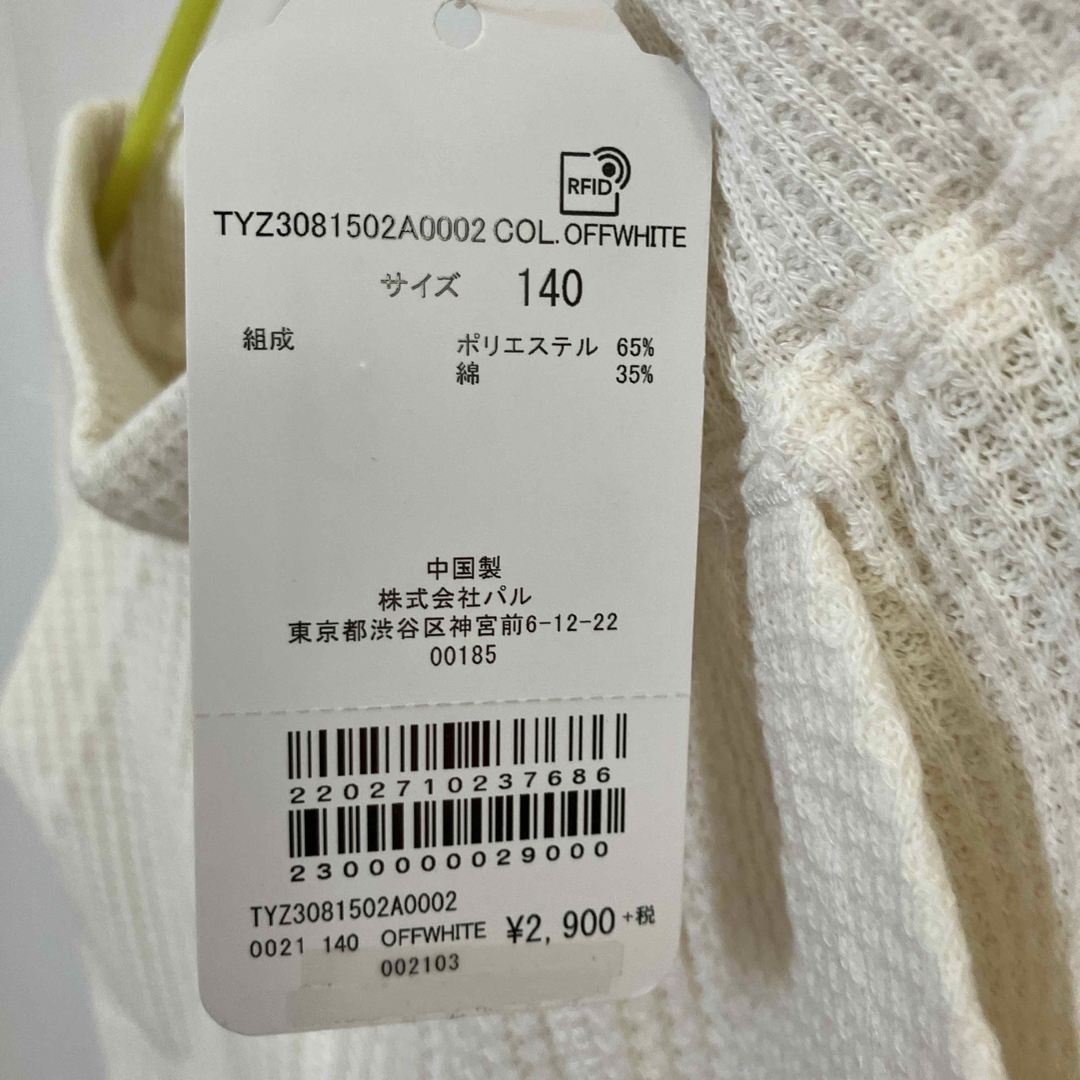 RFID
TYZ3081502A0002 COL. OFFWHITE
サイズ 140
組成 ポリエステル 65%
綿 35%
中国製
株式会社パル
東京都渋谷区神宮前6-12-22
00185
2202710237686
2300000029000
TYZ3081502A0002
0021 140 OFFWHITE ¥2,900+税
002103